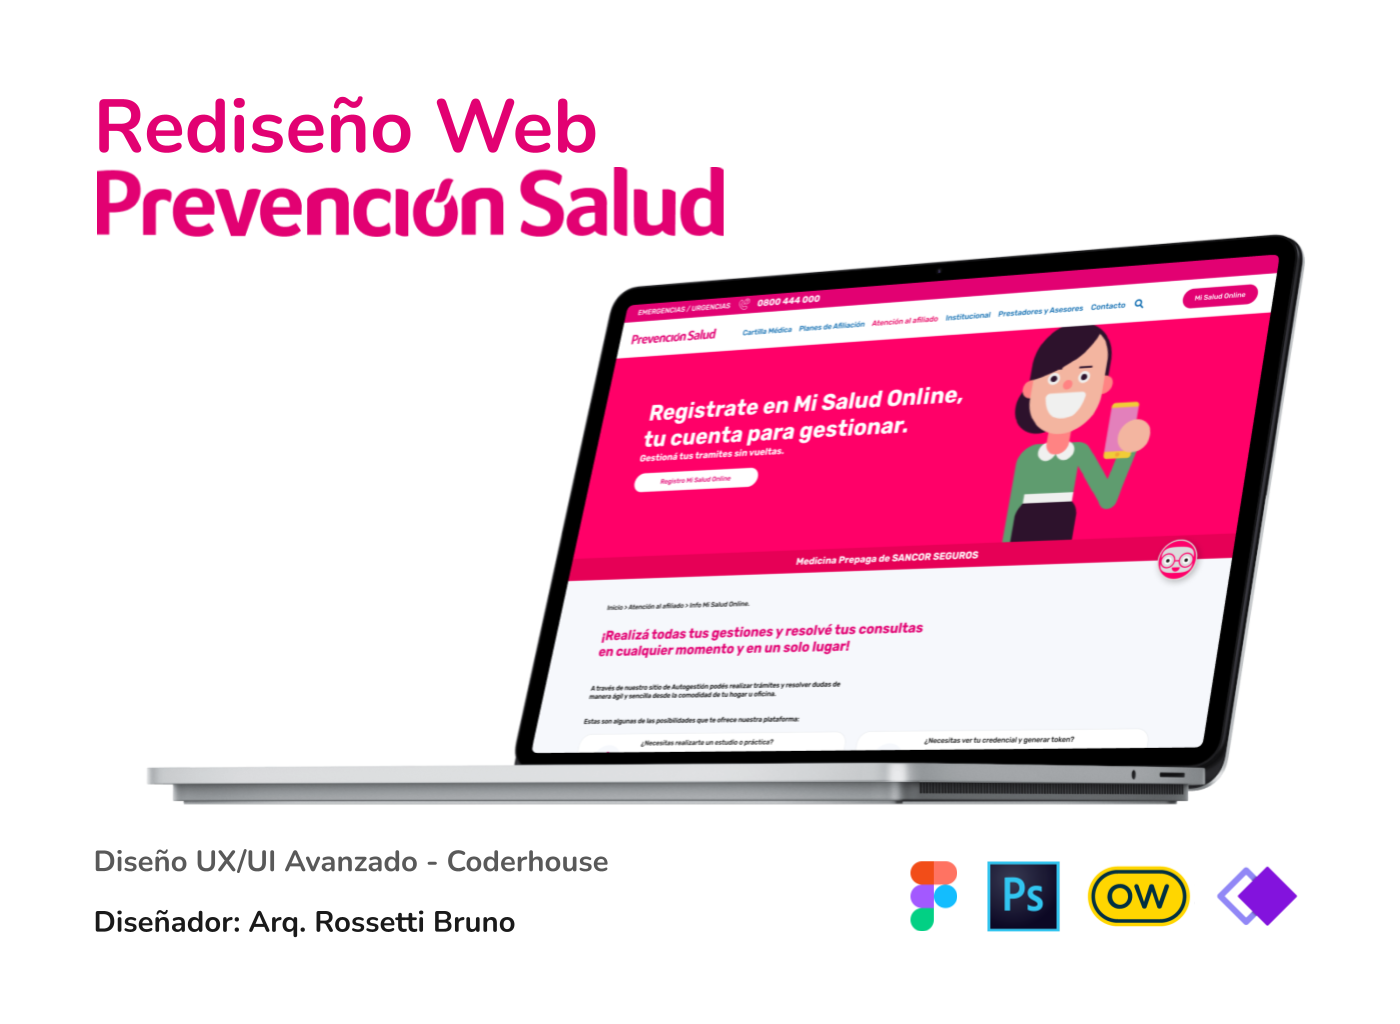 Rediseño Web
Prevención Salud
EMERGENCIAS / URGENCIAS 0800 444 000
Prevención Salud Cartilla Médica Planes de Afiliación Atención al afiliado Institucional Prestadores y Asesores Contacto Mi Salud Online
Registrate en Mi Salud Online,
tu cuenta para gestionar.
Gestioná tus tramites sin vueltas.
Registro Mi Salud Online
Medicina Prepaga de SANCOR SEGUROS
Inicio > Atención al afiliado > Info Mi Salud Online.
¡Realizá todas tus gestiones y resolvé tus consultas
en cualquier momento y en un solo lugar!
A través de nuestro sitio de Autogestión podés realizar trámites y resolver dudas de
manera ágil y sencilla desde la comodidad de tu hogar u oficina.
Estas son algunas de las posibilidades que te ofrece nuestra plataforma:
¿Necesitas realizarte un estudio o práctica? ¿Necesitas ver tu credencial y generar token?
Diseño UX/UI Avanzado - Coderhouse
Diseñador: Arq. Rossetti Bruno
Ps
OW